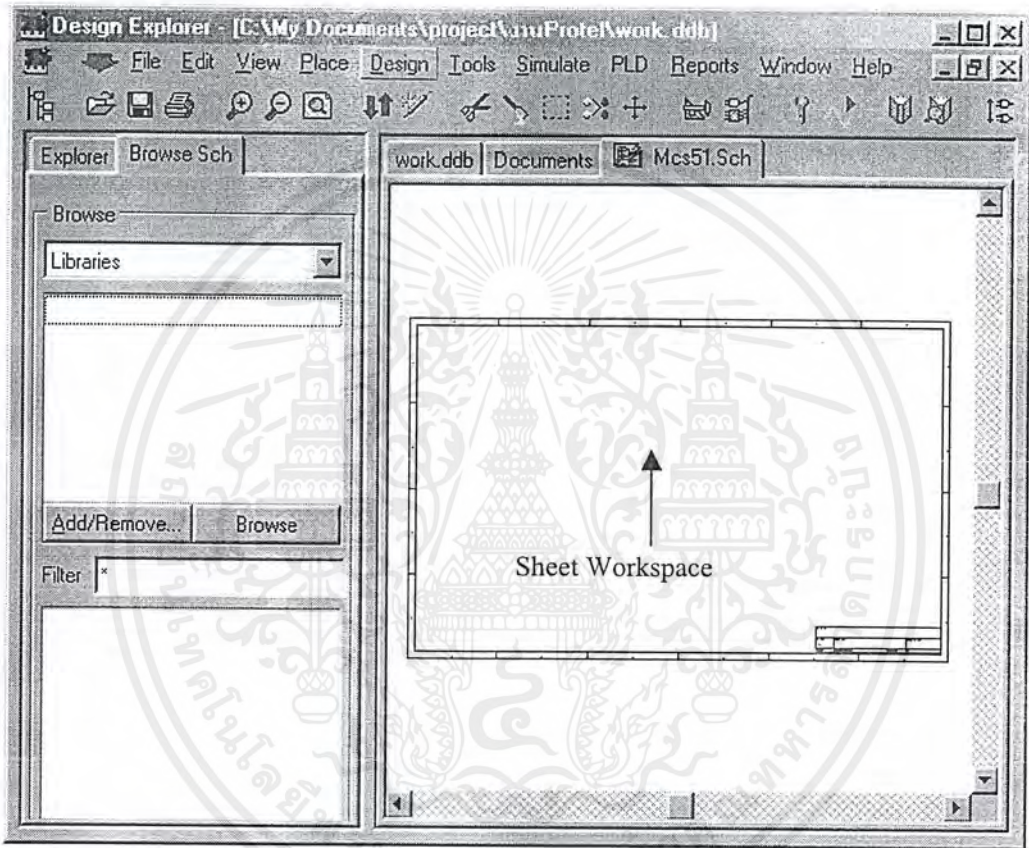 Design Explorer - [C:\My Documents\project\งานProtel\work.ddb]
File Edit View Place Design Tools Simulate PLD Reports Window Help
Explorer Browse Sch
work.ddb Documents Mcs51.Sch
Browse
Libraries
Add/Remove... Browse
Filter *
Sheet Workspace